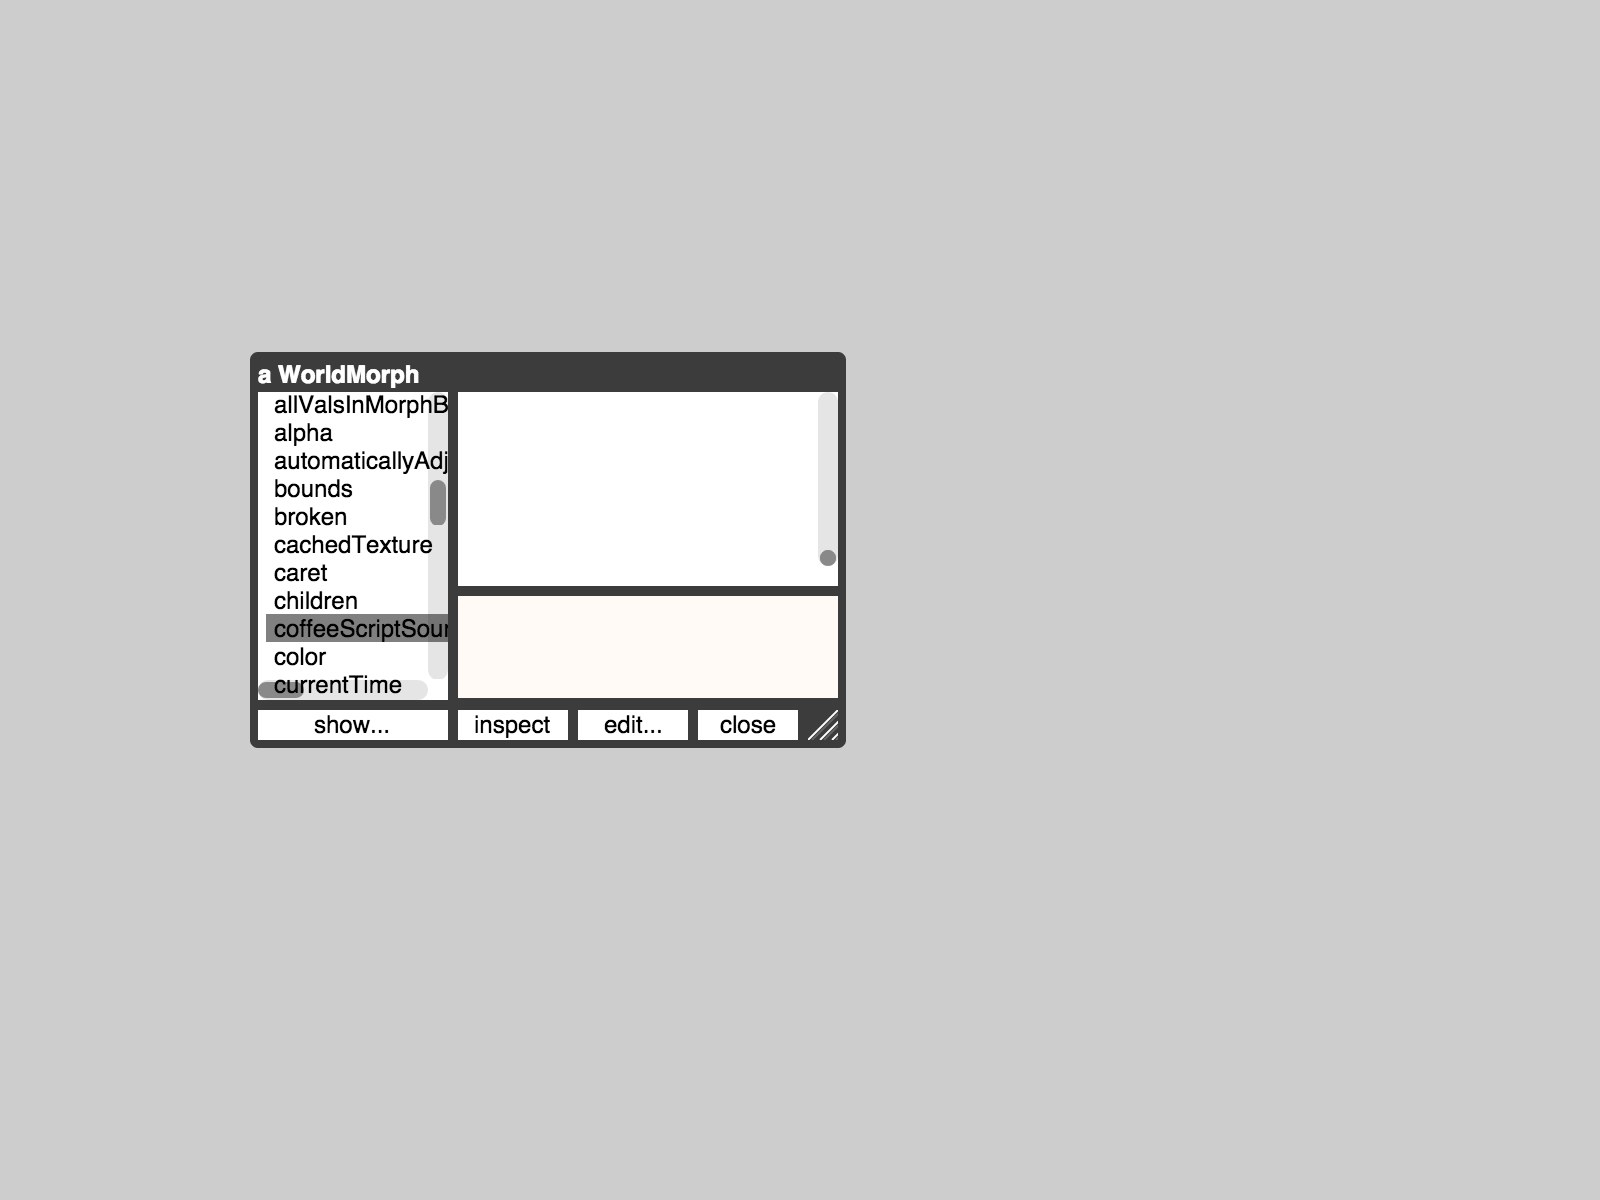 a WorldMorph
allValsInMorphB
alpha
automaticallyAdj
bounds
broken
cachedTexture
caret
children
coffeeScriptSour
color
currentTime
show...
inspect
edit...
close